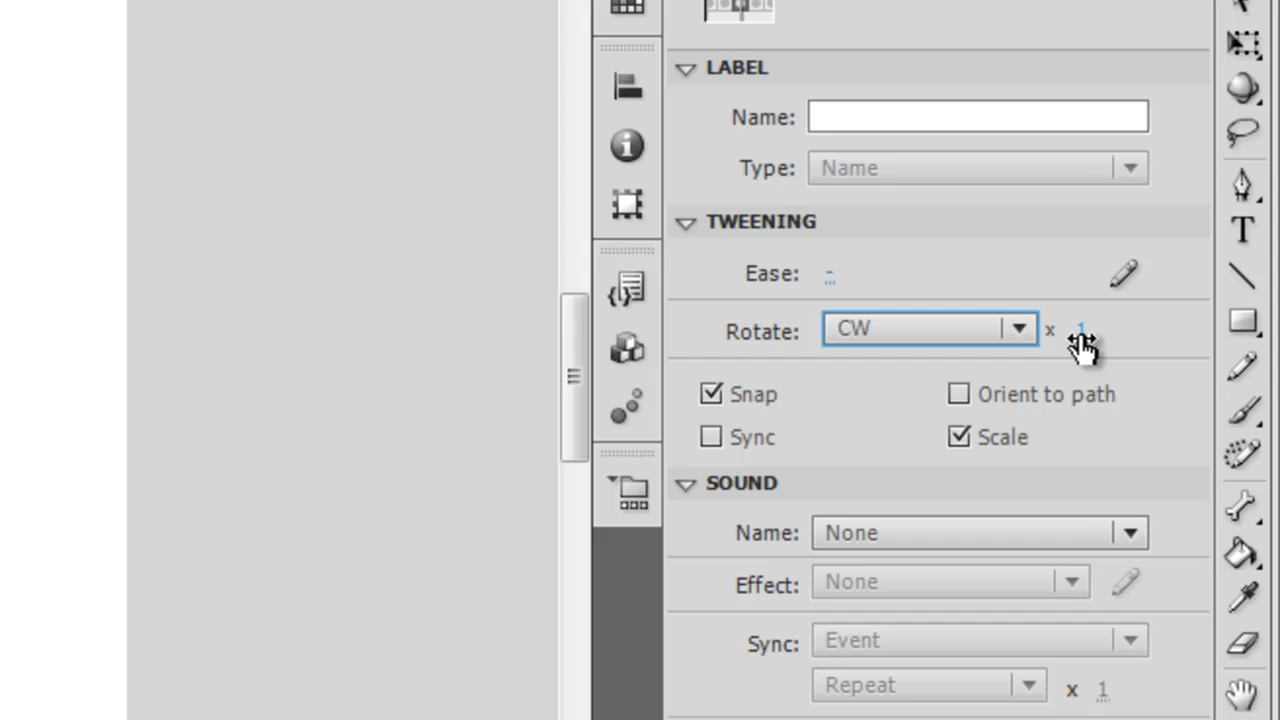 LABEL
Name:
Type: Name
TWEENING
Ease: -
Rotate: CW x 1
Snap Orient to path
Sync Scale
SOUND
Name: None
Effect: None
Sync: Event
Repeat x 1